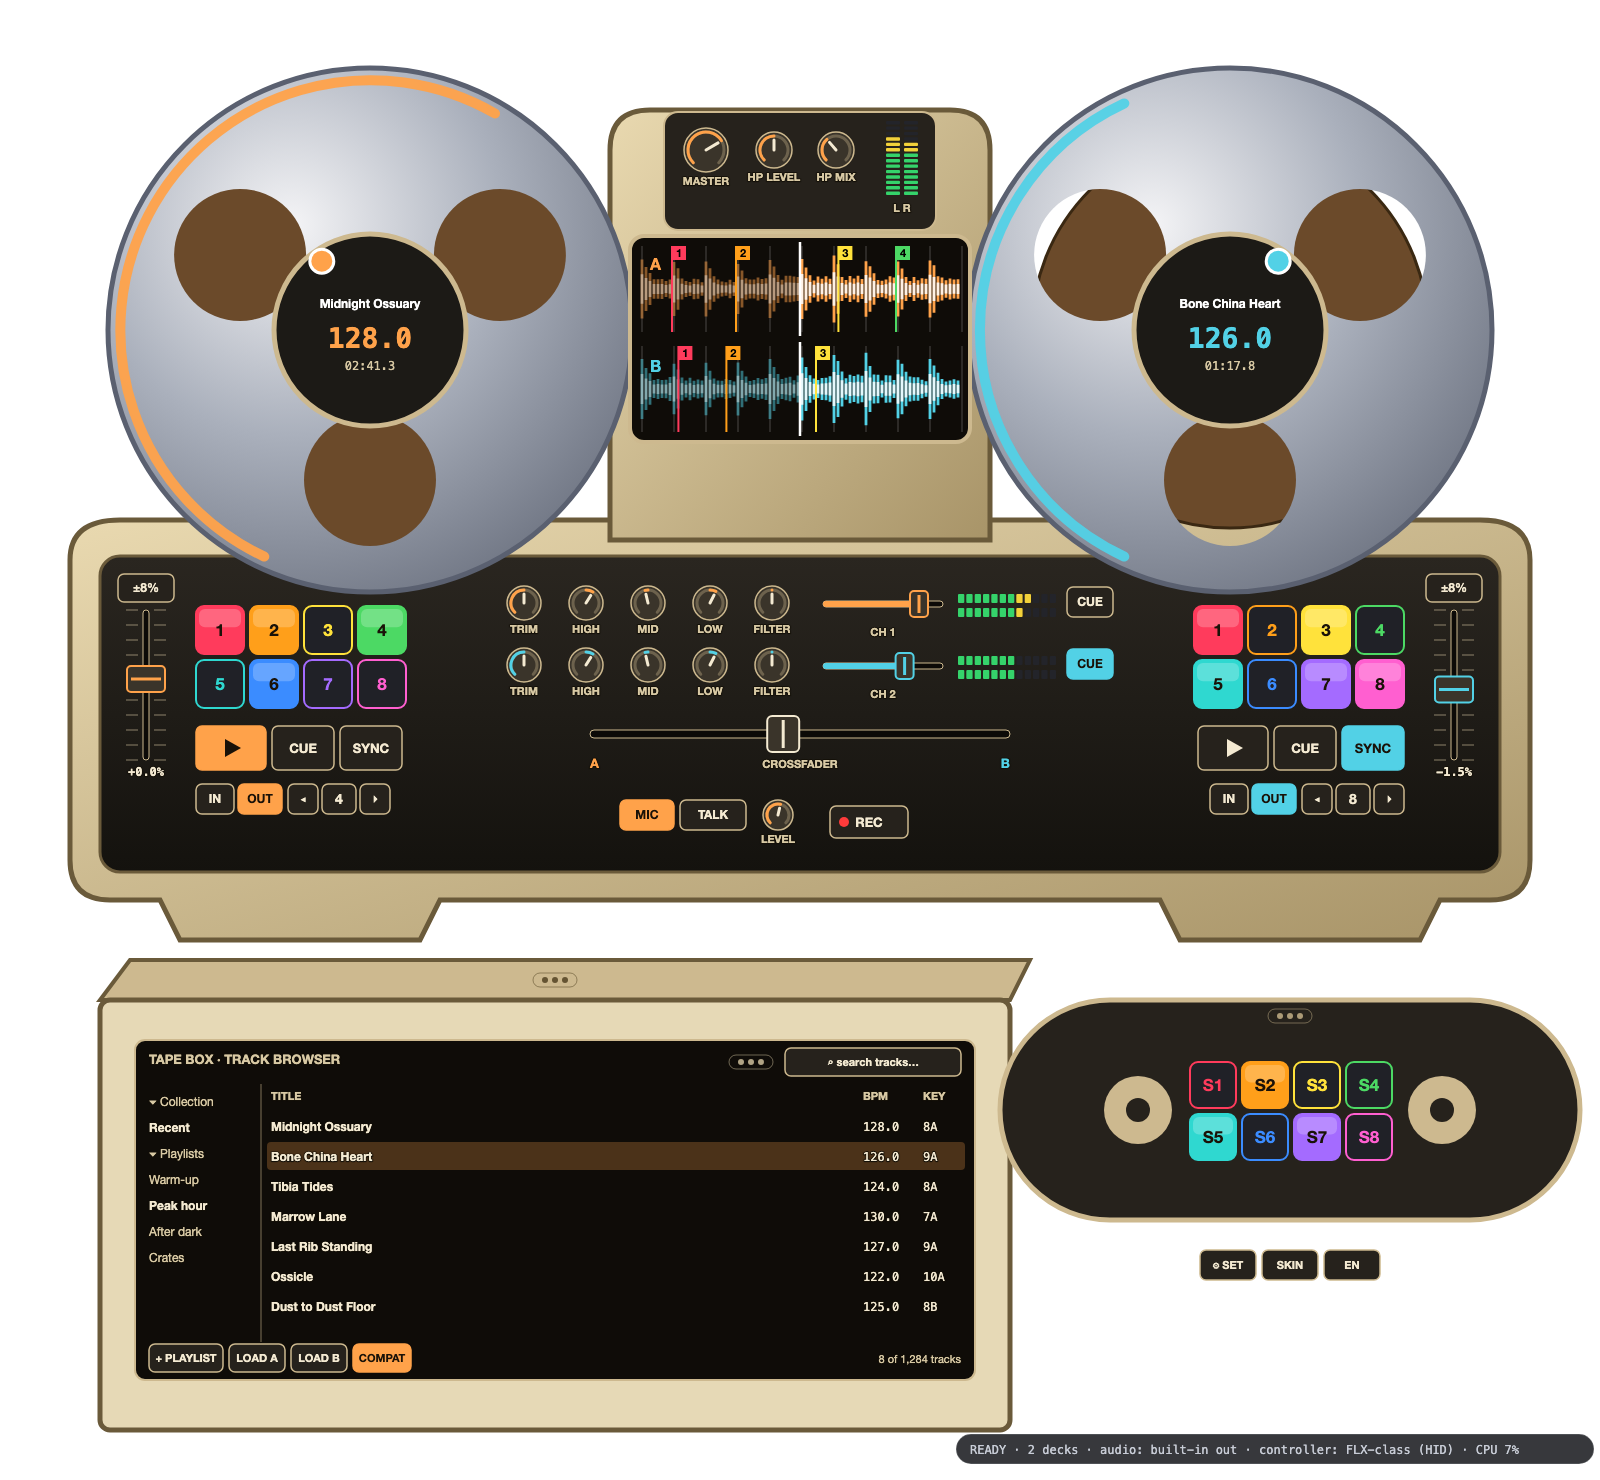 MASTER HP LEVEL HP MIX
L R
A 1 2 3 4
B 1 2 3
Midnight Ossuary
128.0
02:41.3
Bone China Heart
126.0
01:17.8
±8%
1 2 3 4
5 6 7 8
+0.0%
CUE SYNC
IN OUT ◂ 4 ▸
TRIM HIGH MID LOW FILTER CH 1 CUE
TRIM HIGH MID LOW FILTER CH 2 CUE
A CROSSFADER B
MIC TALK LEVEL REC
±8%
1 2 3 4
5 6 7 8
−1.5%
CUE SYNC
IN OUT ◂ 8 ▸
TAPE BOX · TRACK BROWSER
⌕ search tracks...
▾ Collection
Recent
▾ Playlists
Warm-up
Peak hour
After dark
Crates
TITLE BPM KEY
Midnight Ossuary 128.0 8A
Bone China Heart 126.0 9A
Tibia Tides 124.0 8A
Marrow Lane 130.0 7A
Last Rib Standing 127.0 9A
Ossicle 122.0 10A
Dust to Dust Floor 125.0 8B
+ PLAYLIST LOAD A LOAD B COMPAT
8 of 1,284 tracks
S1 S2 S3 S4
S5 S6 S7 S8
⚙ SET SKIN EN
READY · 2 decks · audio: built−in out · controller: FLX−class (HID) · CPU 7%